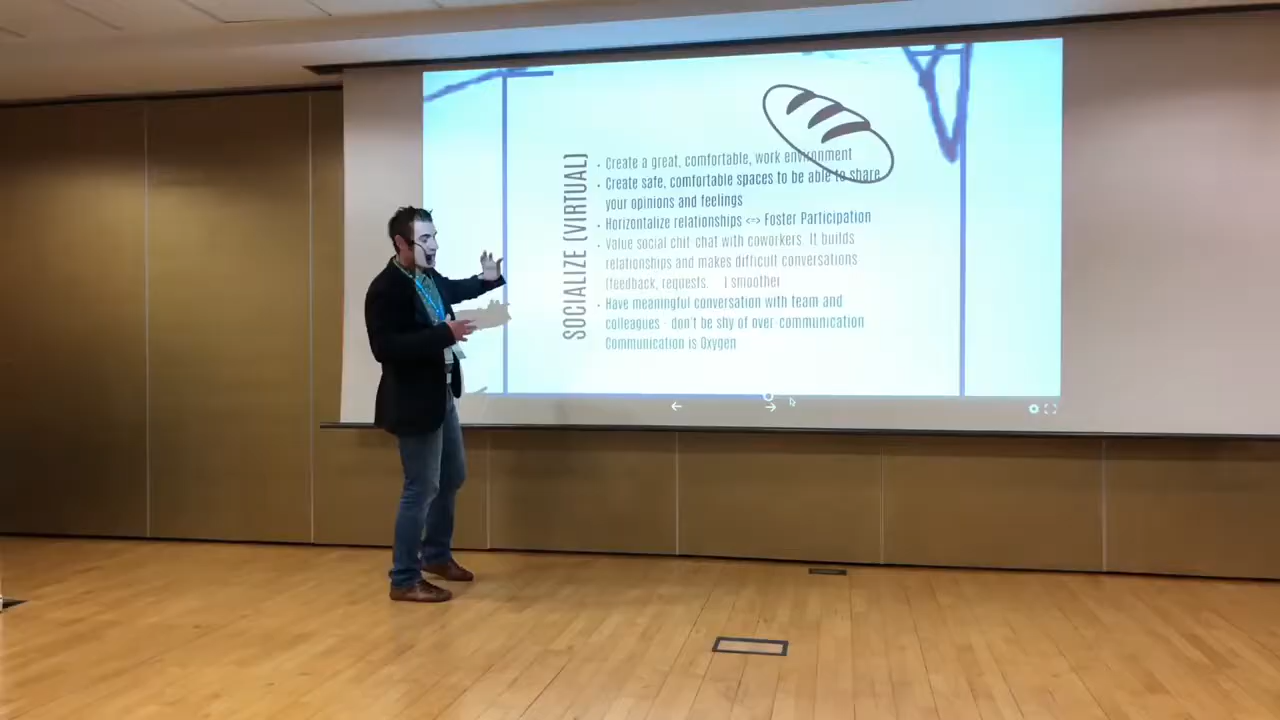 SOCIALIZE (VIRTUAL)
• Create a great, comfortable, work environment
• Create safe, comfortable spaces to be able to share
your opinions and feelings
• Horizontalize relationships <=> Foster Participation
• Value social chit-chat with coworkers. It builds
relationships and makes difficult conversations
(feedback, requests. ) smoother
• Have meaningful conversation with team and
colleagues - don't be shy of over-communication
Communication is Oxygen